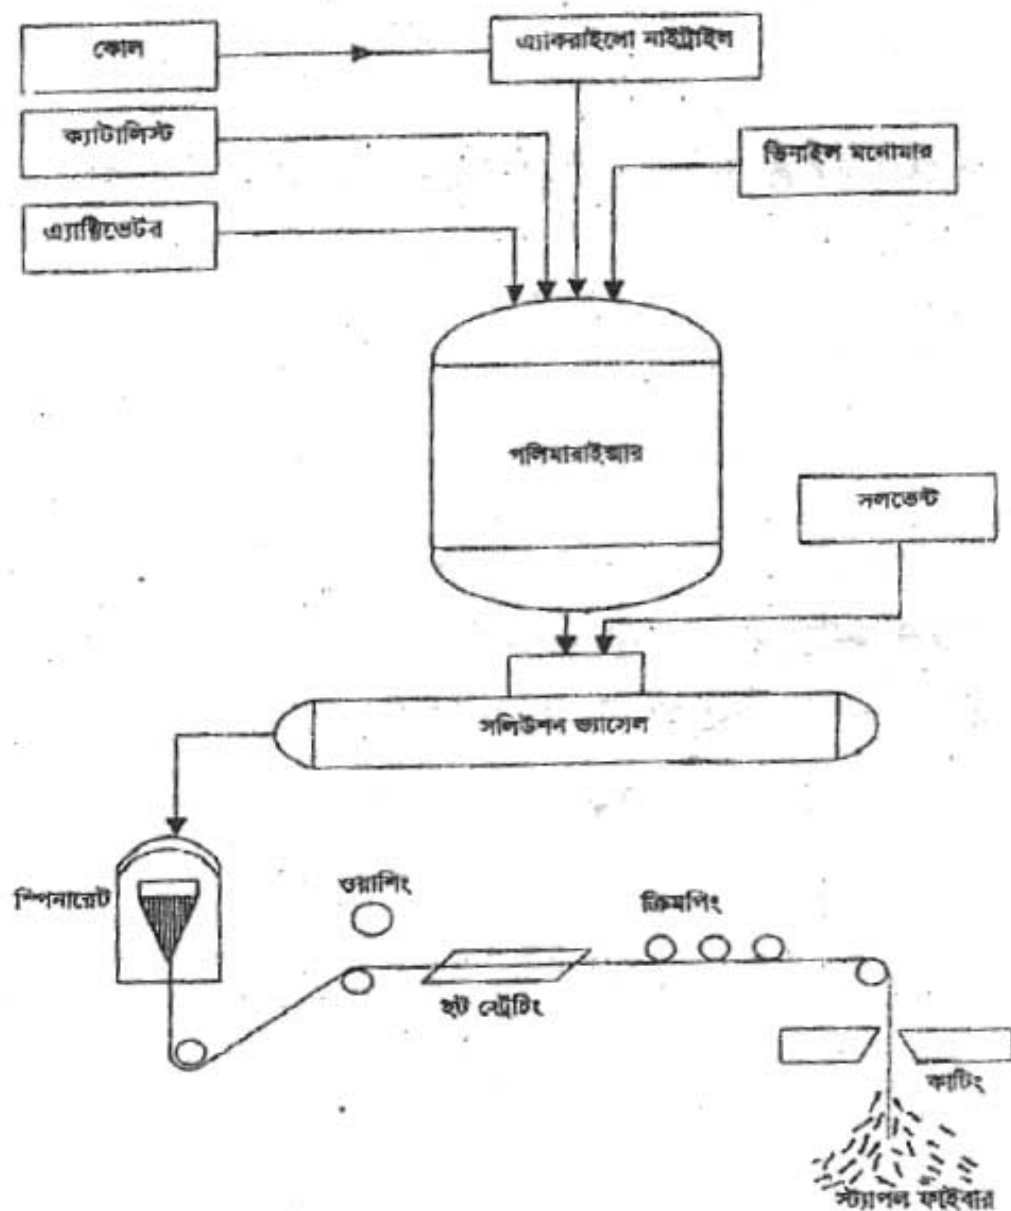 কোল
এ্যাকরাইলো নাইট্রাইল
ক্যাটালিস্ট
ভিনাইল মনোমার
এ্যাক্টিভেটর
পলিমারাইজার
সলভেন্ট
সলিউশন ভ্যাসেল
স্পিনারেট
ওয়াশিং
ক্রিমপিং
হট স্ট্রেচিং
কাটিং
স্ট্যাপল ফাইবার